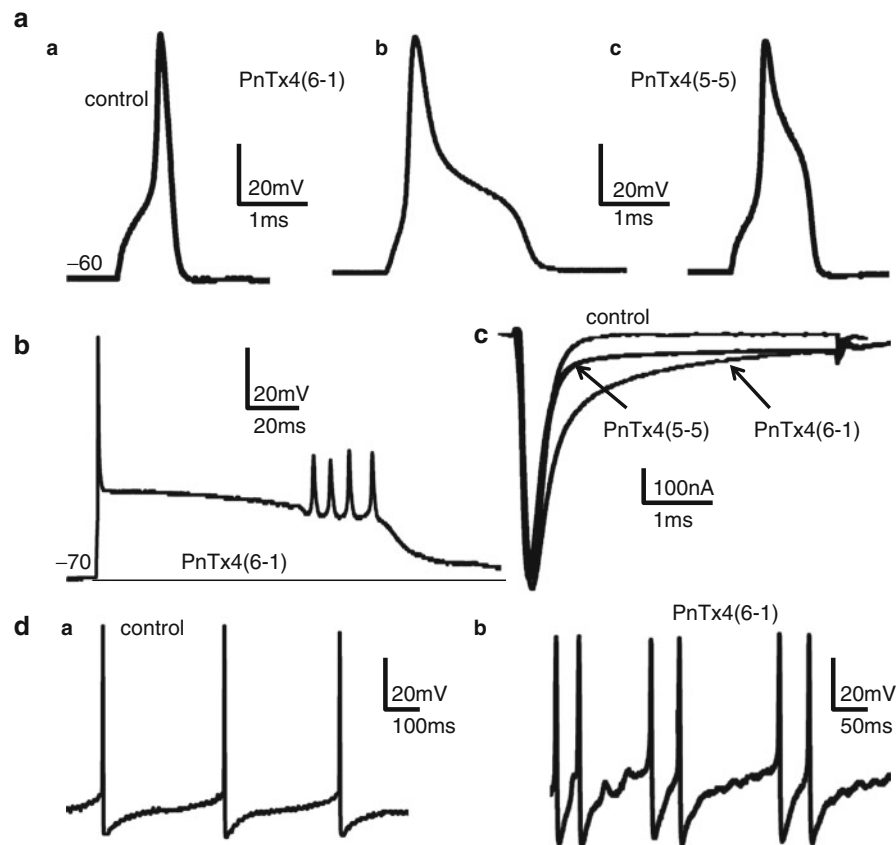 a
a
b
c
control
PnTx4(6-1)
PnTx4(5-5)
20mV
1ms
20mV
1ms
–60
b
20mV
20ms
–70
PnTx4(6-1)
c
control
PnTx4(5-5)
PnTx4(6-1)
100nA
1ms
d
a
control
20mV
100ms
b
PnTx4(6-1)
20mV
50ms